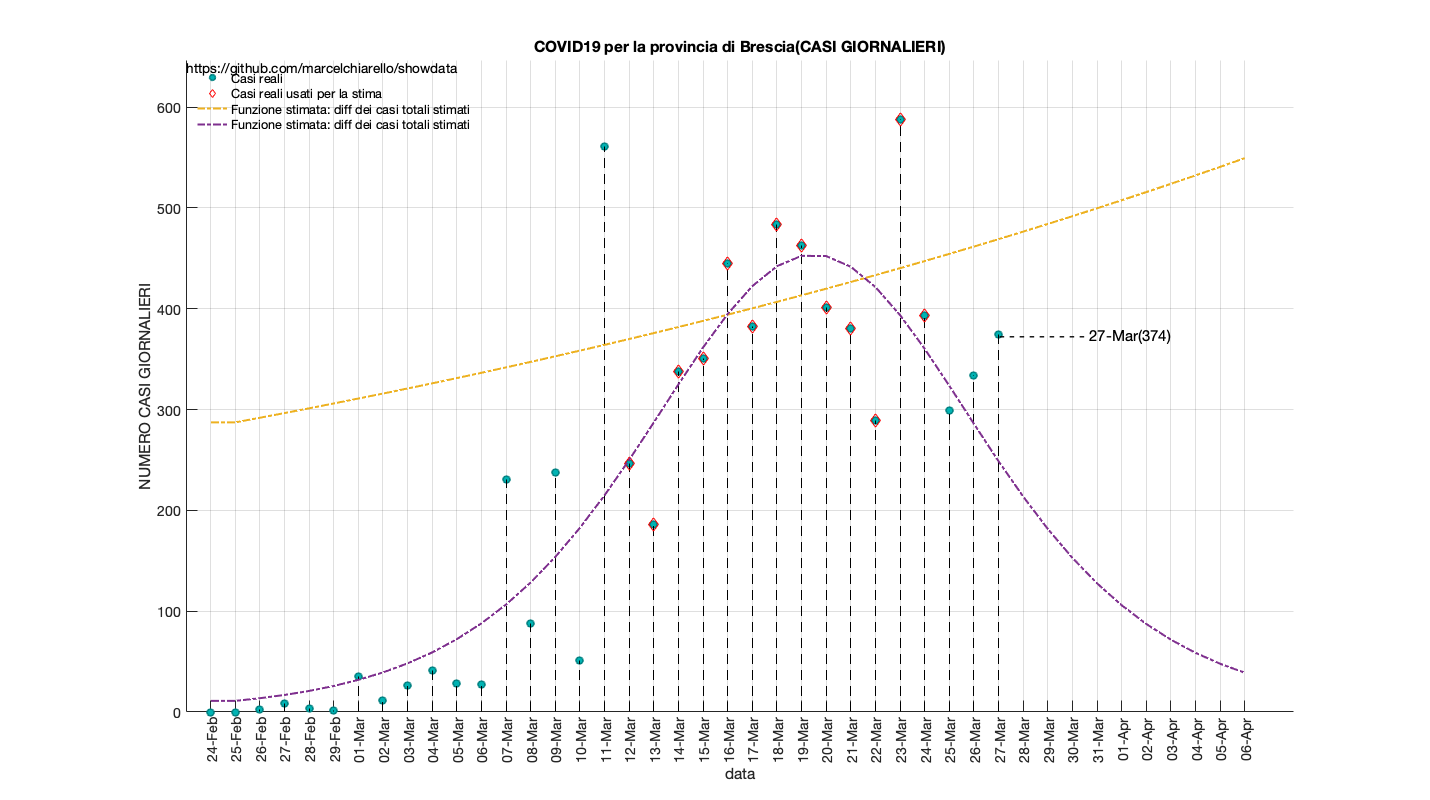 COVID19 per la provincia di Brescia(CASI GIORNALIERI)
https://github.com/marcelchiarello/showdata
Casi reali
Casi reali usati per la stima
Funzione stimata: diff dei casi totali stimati
Funzione stimata: diff dei casi totali stimati
NUMERO CASI GIORNALIERI
600
500
400
300
200
100
0
27-Mar(374)
24-Feb
25-Feb
26-Feb
27-Feb
28-Feb
29-Feb
01-Mar
02-Mar
03-Mar
04-Mar
05-Mar
06-Mar
07-Mar
08-Mar
09-Mar
10-Mar
11-Mar
12-Mar
13-Mar
14-Mar
15-Mar
16-Mar
17-Mar
18-Mar
19-Mar
20-Mar
21-Mar
22-Mar
23-Mar
24-Mar
25-Mar
26-Mar
27-Mar
28-Mar
29-Mar
30-Mar
31-Mar
01-Apr
02-Apr
03-Apr
04-Apr
05-Apr
06-Apr
data